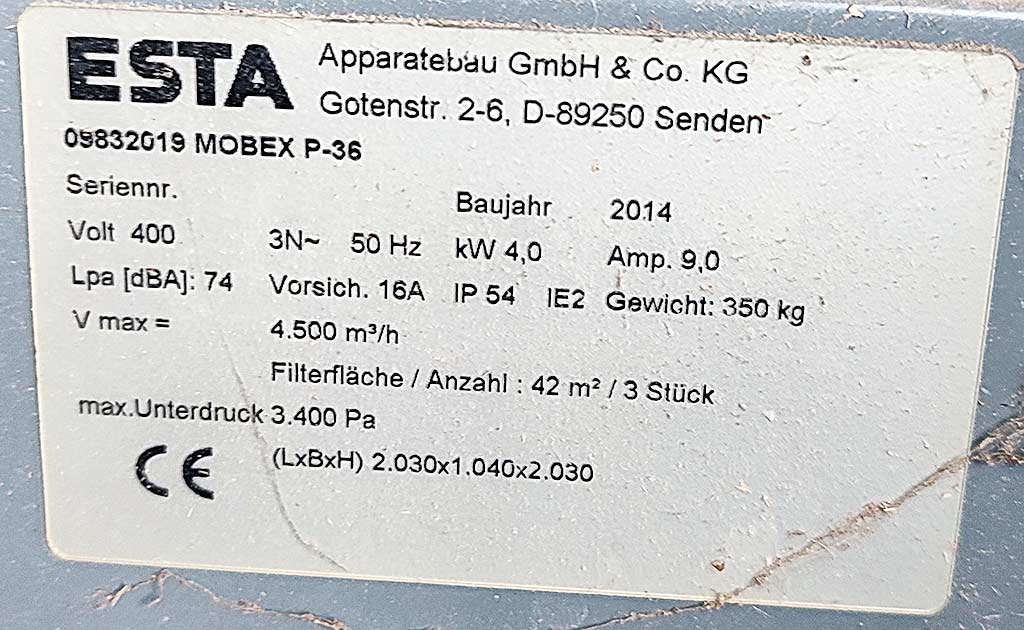 ESTA Apparatebau GmbH & Co. KG
Gotenstr. 2-6, D-89250 Senden
09832019 MOBEX P-36
Seriennr. Baujahr 2014
Volt 400 3N~ 50 Hz kW 4,0 Amp. 9,0
Lpa [dBA]: 74 Vorsich. 16A IP 54 IE2 Gewicht: 350 kg
V max = 4.500 m³/h
Filterfläche / Anzahl : 42 m² / 3 Stück
max.Unterdruck 3.400 Pa
CE (LxBxH) 2.030x1.040x2.030